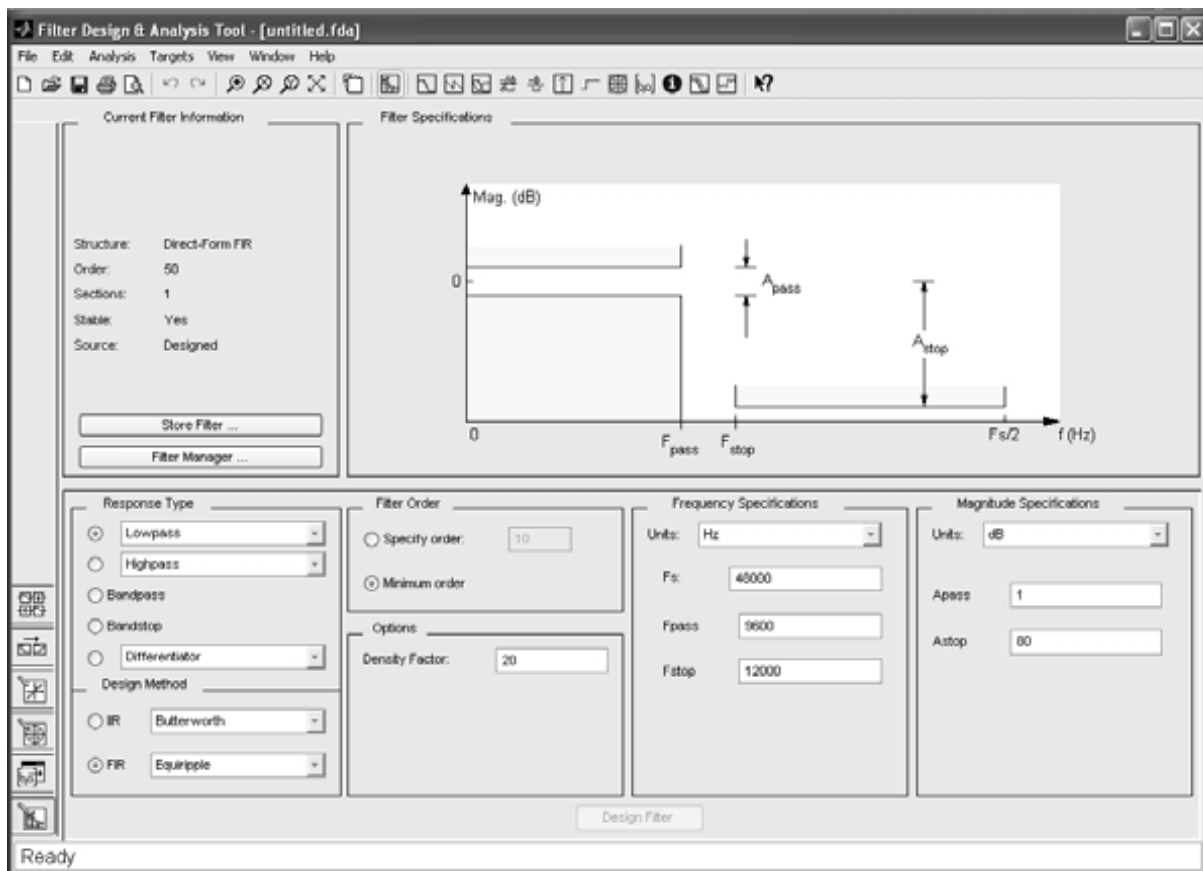 Filter Design & Analysis Tool - [untitled.fda]
File Edit Analysis Targets View Window Help
Current Filter Information
Structure: Direct-Form FIR
Order: 50
Sections: 1
Stable: Yes
Source: Designed
Store Filter ...
Filter Manager ...
Filter Specifications
Mag. (dB)
0
A pass
A stop
0 F pass F stop Fs/2 f (Hz)
Response Type
Lowpass
Highpass
Bandpass
Bandstop
Differentiator
Design Method
IIR Butterworth
FIR Equiripple
Filter Order
Specify order: 10
Minimum order
Options
Density Factor: 20
Frequency Specifications
Units: Hz
Fs: 48000
Fpass 9600
Fstop 12000
Magnitude Specifications
Units: dB
Apass 1
Astop 80
Design Filter
Ready